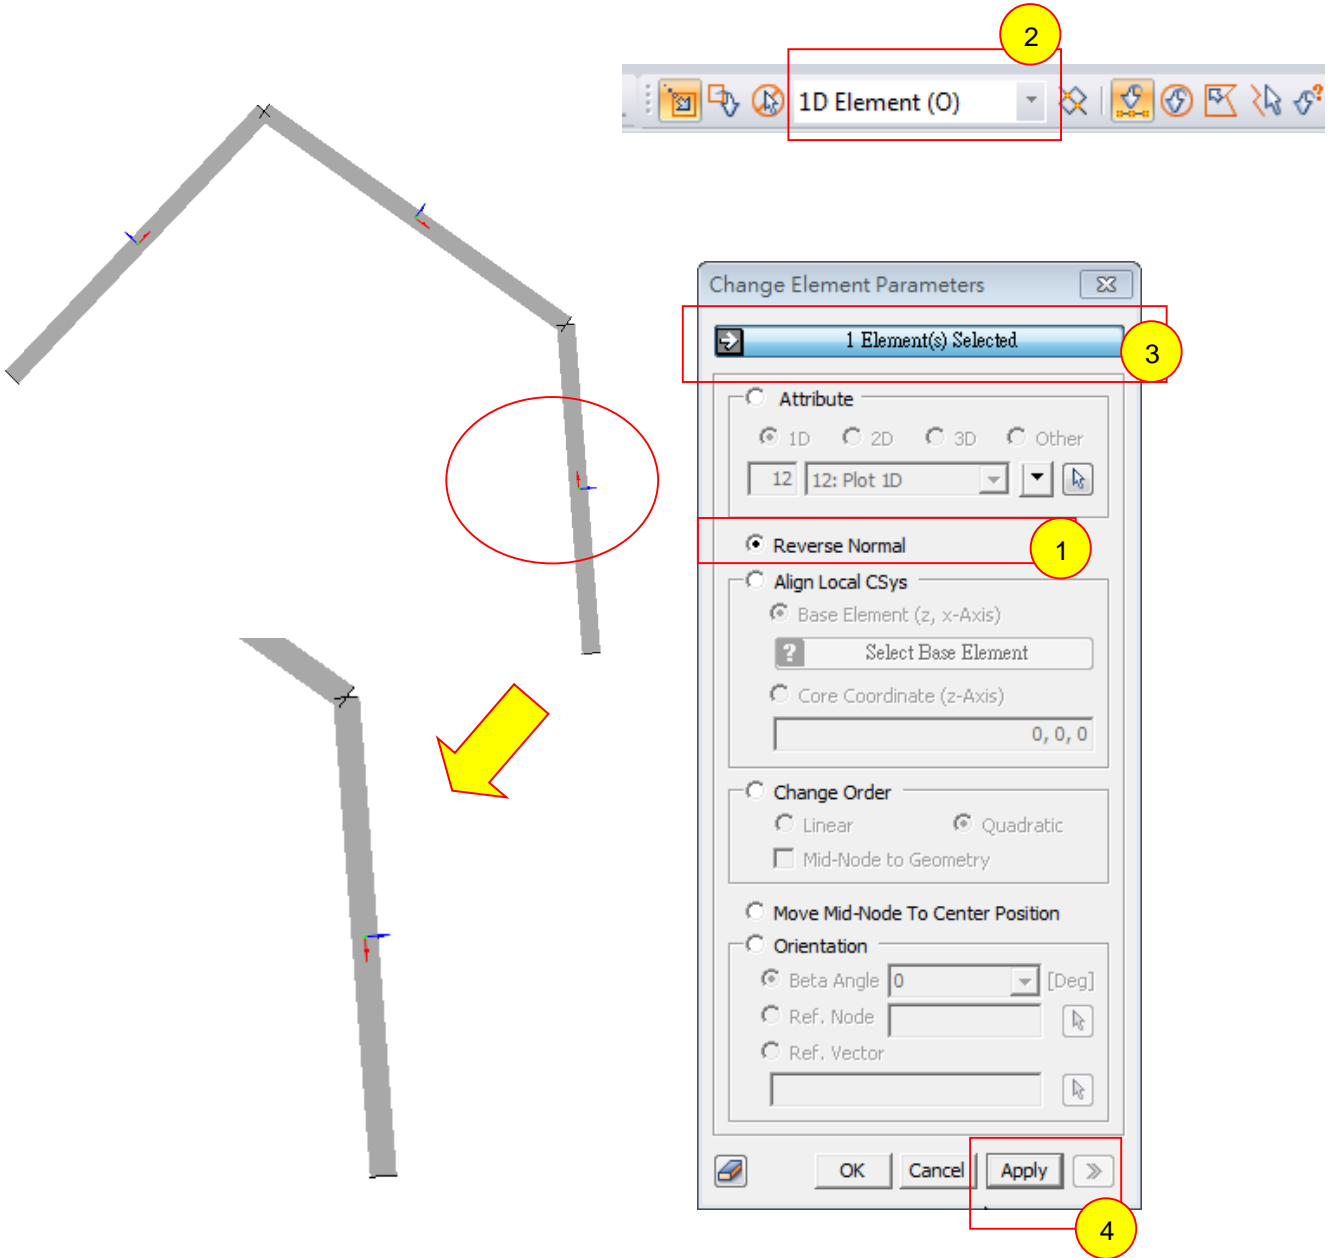 2
1D Element (O)
Change Element Parameters
1 Element(s) Selected
3
Attribute
1D 2D 3D Other
12 12: Plot 1D
Reverse Normal
1
Align Local CSys
Base Element (z, x-Axis)
? Select Base Element
Core Coordinate (z-Axis)
0, 0, 0
Change Order
Linear Quadratic
Mid-Node to Geometry
Move Mid-Node To Center Position
Orientation
Beta Angle 0 [Deg]
Ref. Node
Ref. Vector
OK Cancel Apply
4